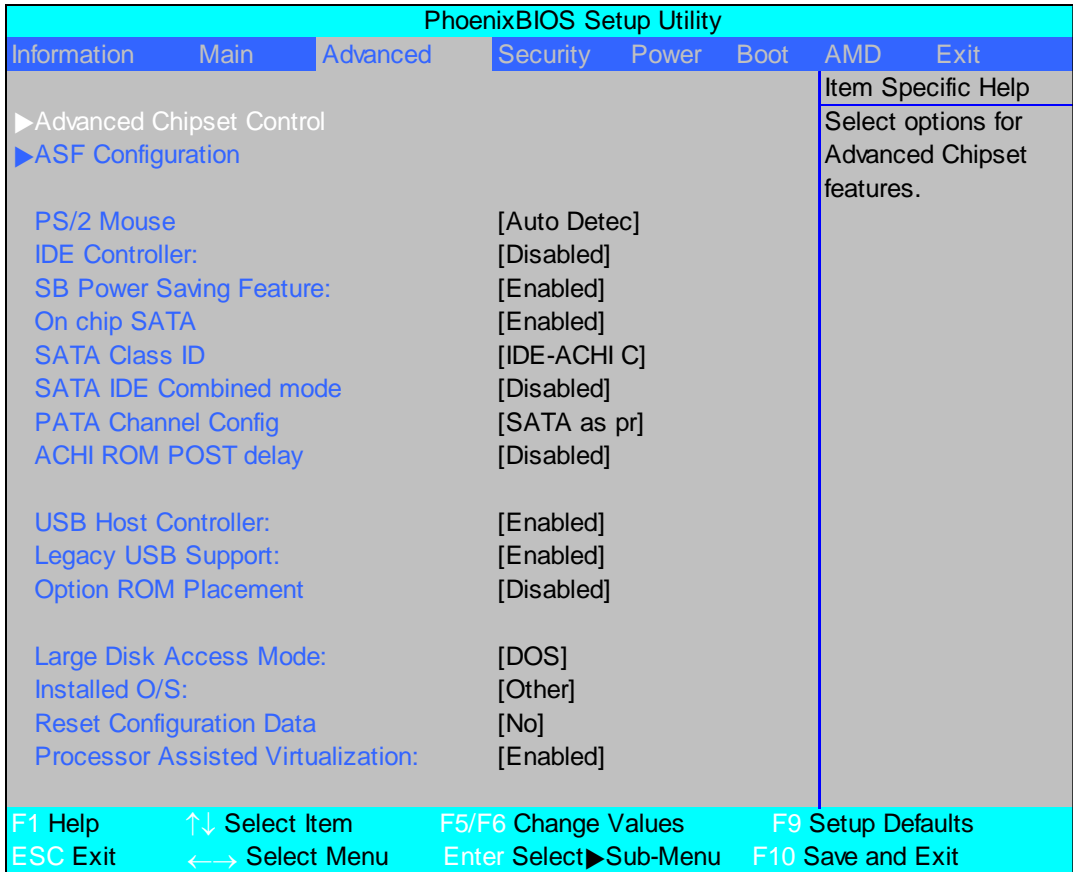 PhoenixBIOS Setup Utility
Information Main Advanced Security Power Boot AMD Exit
Item Specific Help
▶Advanced Chipset Control
Select options for
▶ASF Configuration
Advanced Chipset
features.
PS/2 Mouse [Auto Detec]
IDE Controller: [Disabled]
SB Power Saving Feature: [Enabled]
On chip SATA [Enabled]
SATA Class ID [IDE-ACHI C]
SATA IDE Combined mode [Disabled]
PATA Channel Config [SATA as pr]
ACHI ROM POST delay [Disabled]
USB Host Controller: [Enabled]
Legacy USB Support: [Enabled]
Option ROM Placement [Disabled]
Large Disk Access Mode: [DOS]
Installed O/S: [Other]
Reset Configuration Data [No]
Processor Assisted Virtualization: [Enabled]
F1 Help ↑↓ Select Item F5/F6 Change Values F9 Setup Defaults
ESC Exit ←→ Select Menu Enter Select▶Sub-Menu F10 Save and Exit